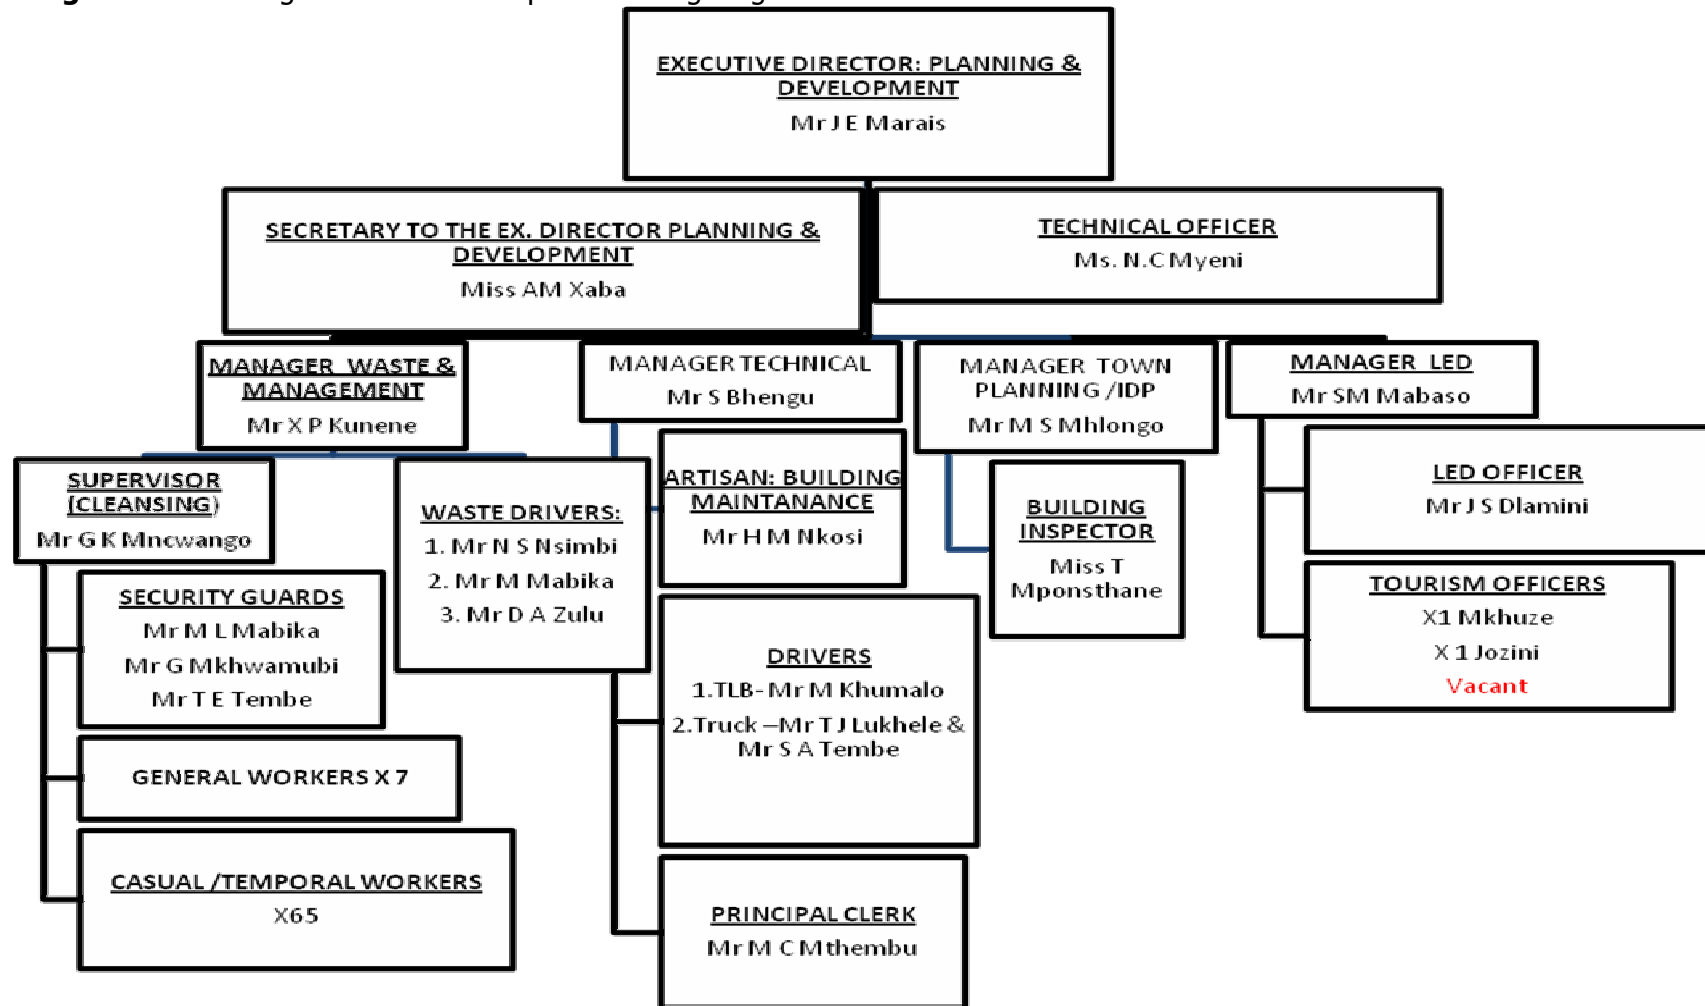 EXECUTIVE DIRECTOR: PLANNING &
DEVELOPMENT
Mr J E Marais
SECRETARY TO THE EX. DIRECTOR PLANNING &
DEVELOPMENT
Miss AM Xaba
TECHNICAL OFFICER
Ms. N.C Myeni
MANAGER WASTE &
MANAGEMENT
Mr X P Kunene
MANAGER TECHNICAL
Mr S Bhengu
MANAGER TOWN
PLANNING /IDP
Mr M S Mhlongo
MANAGER LED
Mr SM Mabaso
SUPERVISOR
(CLEANSING)
Mr G K Mncwango
WASTE DRIVERS:
1. Mr N S Nsimbi
2. Mr M Mabika
3. Mr D A Zulu
ARTISAN: BUILDING
MAINTANANCE
Mr H M Nkosi
BUILDING
INSPECTOR
Miss T
Mponsthane
LED OFFICER
Mr J S Dlamini
SECURITY GUARDS
Mr M L Mabika
Mr G Mkhwamubi
Mr T E Tembe
DRIVERS
1.TLB- Mr M Khumalo
2.Truck –Mr T J Lukhele &
Mr S A Tembe
TOURISM OFFICERS
X1 Mkhuze
X 1 Jozini
Vacant
GENERAL WORKERS X 7
CASUAL /TEMPORAL WORKERS
X65
PRINCIPAL CLERK
Mr M C Mthembu